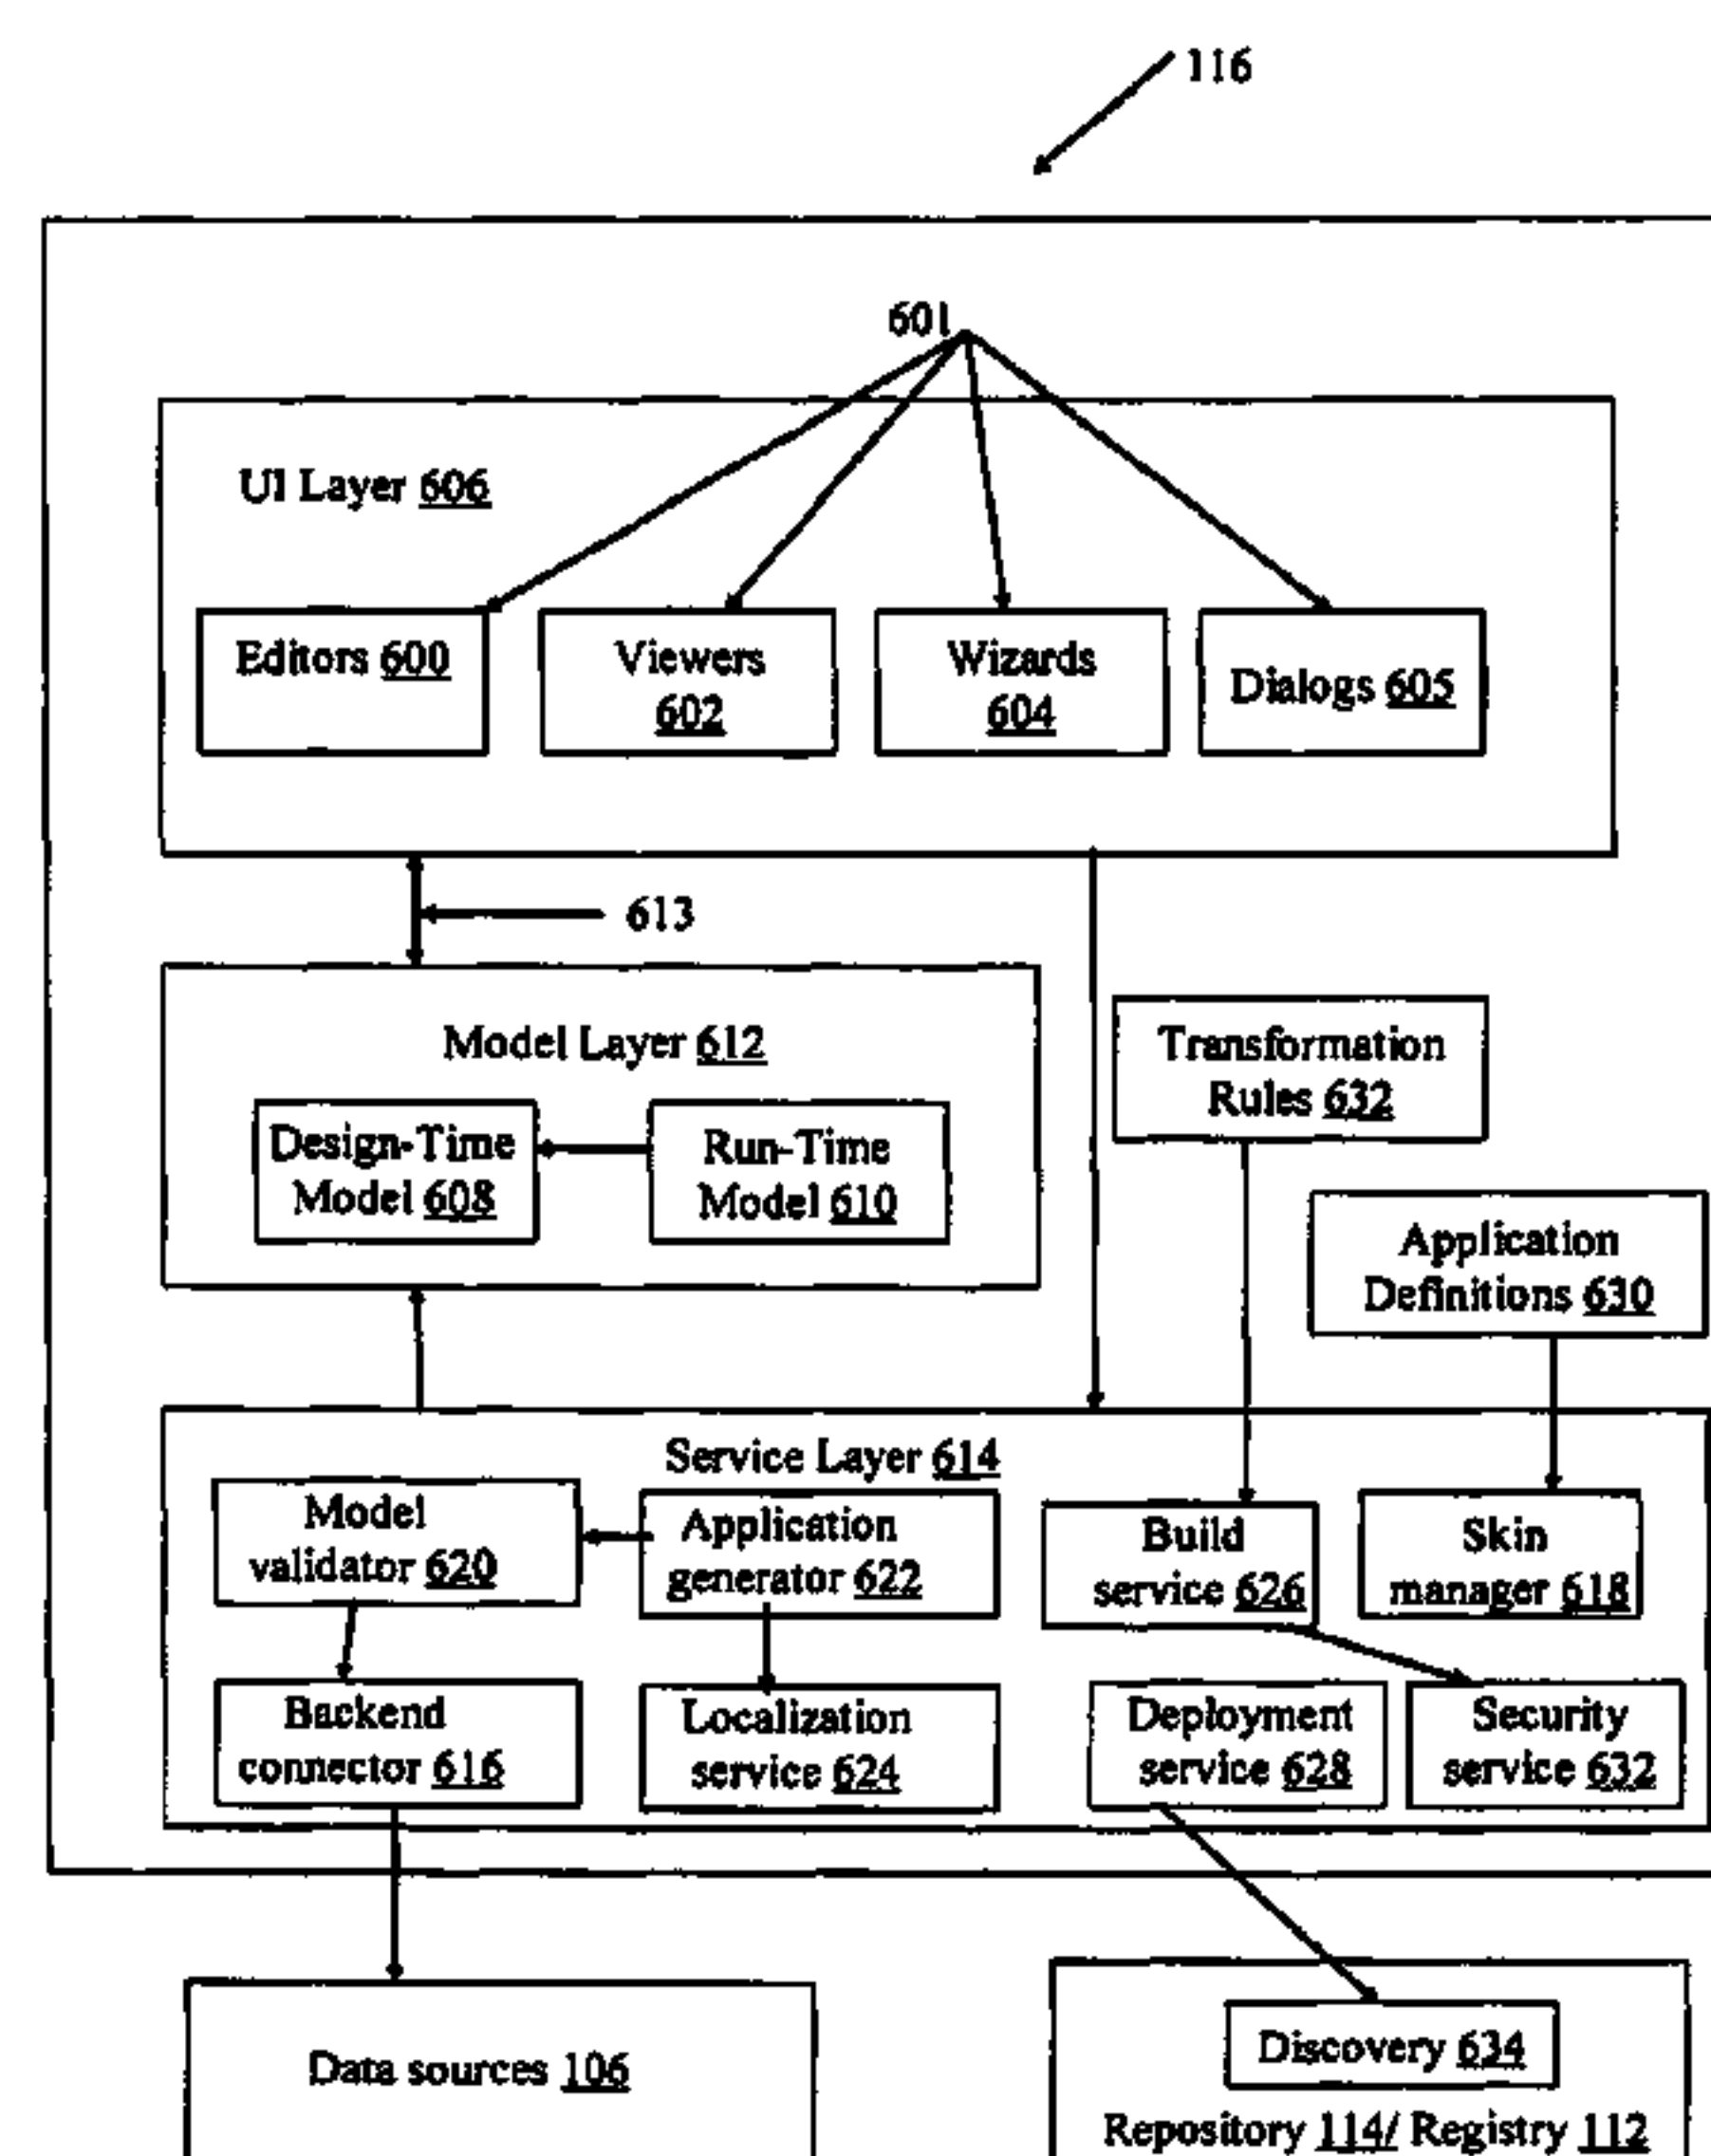 116
601
UI Layer 606
Editors 600
Viewers
602
Wizards
604
Dialogs 605
613
Model Layer 612
Design-Time
Model 608
Run-Time
Model 610
Transformation
Rules 632
Application
Definitions 630
Service Layer 614
Model
validator 620
Application
generator 622
Build
service 626
Skin
manager 618
Backend
connector 616
Localization
service 624
Deployment
service 628
Security
service 632
Data sources 106
Discovery 634
Repository 114/ Registry 112